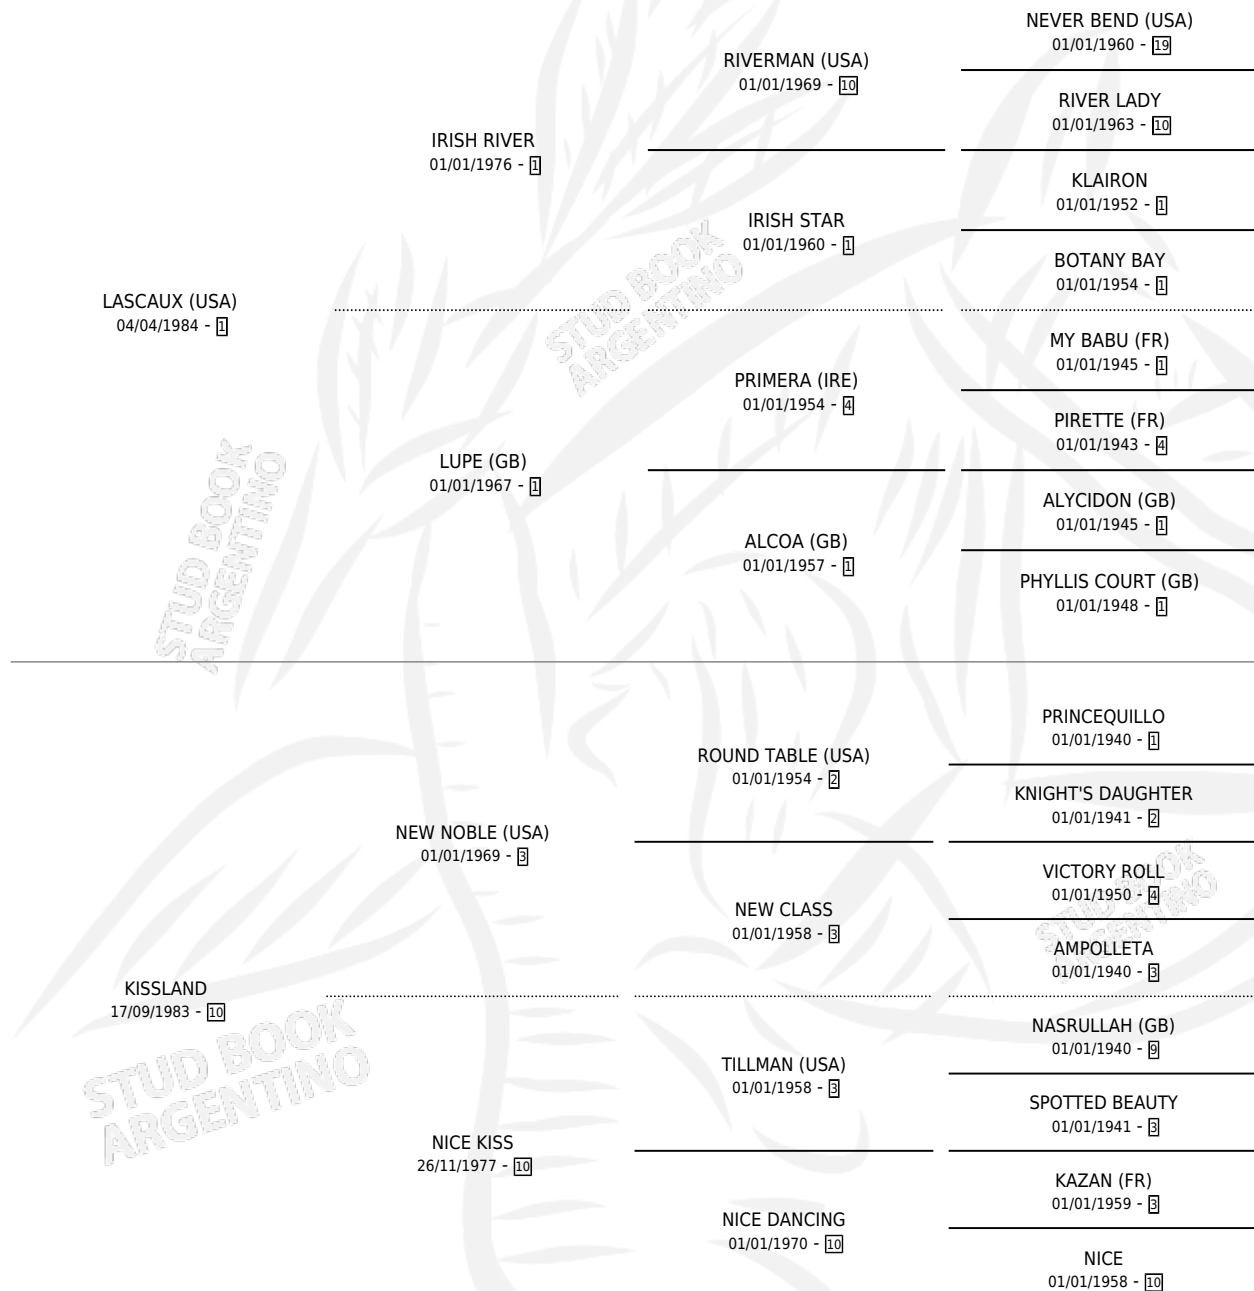 NEVER BEND (USA)
01/01/1960 - 19
RIVERMAN (USA)
01/01/1969 - 10
RIVER LADY
01/01/1963 - 10
IRISH RIVER
01/01/1976 - 1
KLAIRON
01/01/1952 - 1
IRISH STAR
01/01/1960 - 1
BOTANY BAY
01/01/1954 - 1
LASCAUX (USA)
04/04/1984 - 1
STUD BOOK
ARGENTINO
MY BABU (FR)
01/01/1945 - 1
PRIMERA (IRE)
01/01/1954 - 4
PIRETTE (FR)
01/01/1943 - 4
LUPE (GB)
01/01/1967 - 1
ALYCIDON (GB)
01/01/1945 - 1
ALCOA (GB)
01/01/1957 - 1
PHYLLIS COURT (GB)
01/01/1948 - 1
STUD BOOK
ARGENTINO
PRINCEQUILLO
01/01/1940 - 1
ROUND TABLE (USA)
01/01/1954 - 2
KNIGHT'S DAUGHTER
01/01/1941 - 2
NEW NOBLE (USA)
01/01/1969 - 3
VICTORY ROLL
01/01/1950 - 4
NEW CLASS
01/01/1958 - 3
AMPOLLETA
01/01/1940 - 3
STUD BOOK
ARGENTINO
KISSLAND
17/09/1983 - 10
NASRULLAH (GB)
01/01/1940 - 9
TILLMAN (USA)
01/01/1958 - 3
SPOTTED BEAUTY
01/01/1941 - 3
STUD BOOK
ARGENTINO
NICE KISS
26/11/1977 - 10
KAZAN (FR)
01/01/1959 - 3
NICE DANCING
01/01/1970 - 10
NICE
01/01/1958 - 10